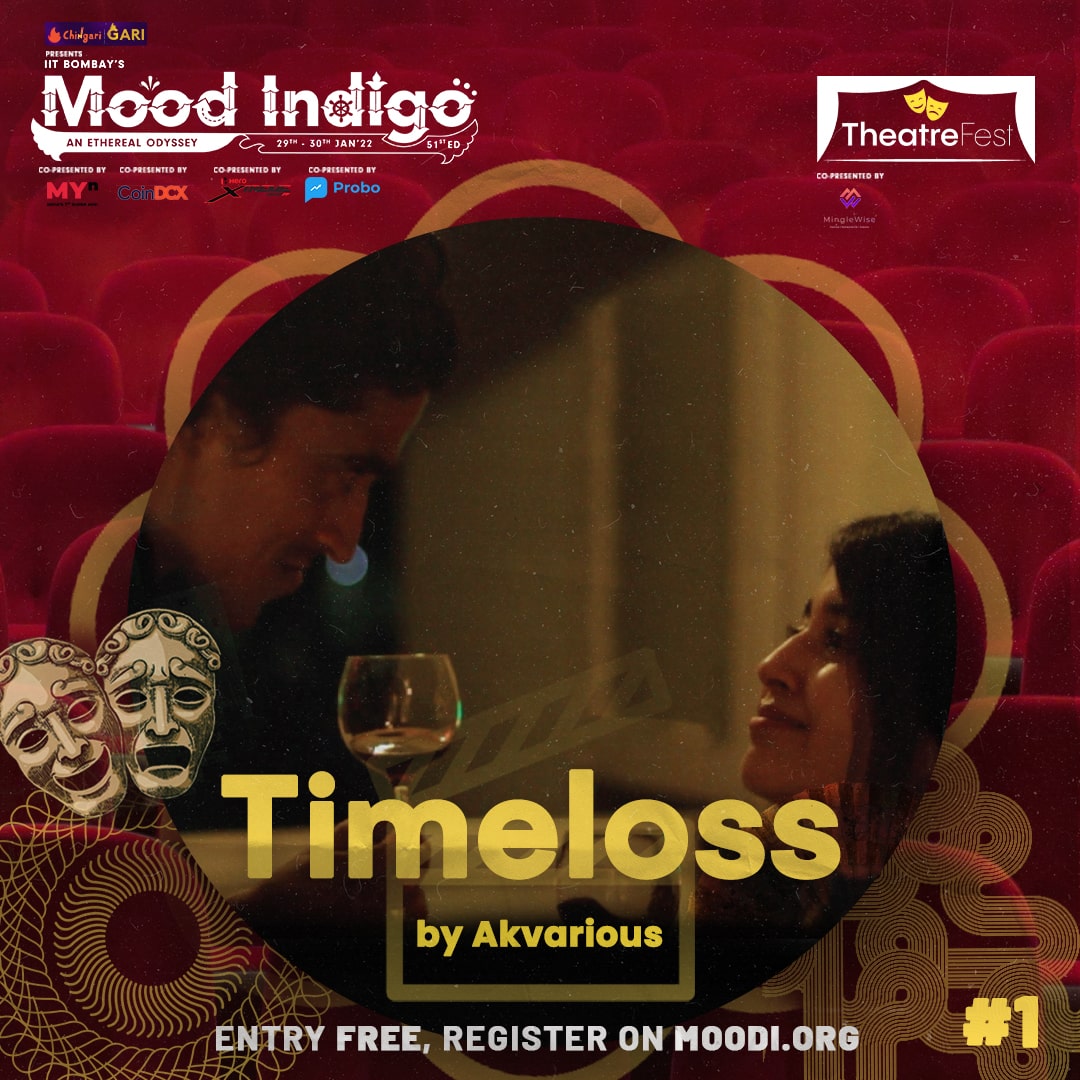 Chingari GARI
PRESENTS
IIT BOMBAY'S
Mood Indigo
AN ETHEREAL ODYSSEY
29TH - 30TH JAN'22
51ST ED
CO-PRESENTED BY CO-PRESENTED BY CO-PRESENTED BY CO-PRESENTED BY
MYn CoinDCX Hero Probo
TheatreFest
CO-PRESENTED BY
MingleWise
Timeloss
by Akvarious
#1
ENTRY FREE, REGISTER ON MOODI.ORG